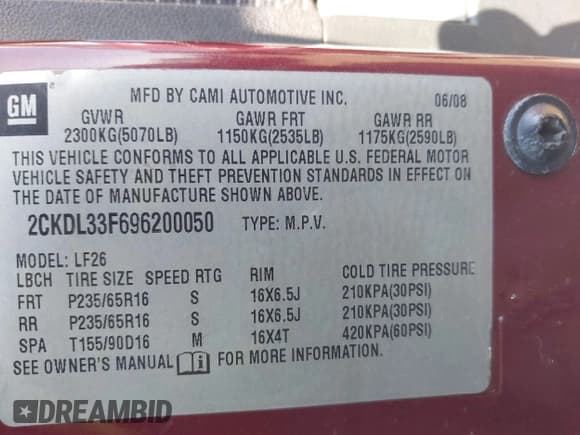 GM
MFD BY CAMI AUTOMOTIVE INC. 06/08
GVWR GAWR FRT GAWR RR
2300KG(5070LB) 1150KG(2535LB) 1175KG(2590LB)
THIS VEHICLE CONFORMS TO ALL APPLICABLE U.S. FEDERAL MOTOR
VEHICLE SAFETY AND THEFT PREVENTION STANDARDS IN EFFECT ON
THE DATE OF MANUFACTURE SHOWN ABOVE.
2CKDL33F696200050 TYPE: M.P.V.
MODEL: LF26
LBCH TIRE SIZE SPEED RTG RIM COLD TIRE PRESSURE
FRT P235/65R16 S 16X6.5J 210KPA(30PSI)
RR P235/65R16 S 16X6.5J 210KPA(30PSI)
SPA T155/90D16 M 16X4T 420KPA(60PSI)
SEE OWNER'S MANUAL FOR MORE INFORMATION.
DREAMBID